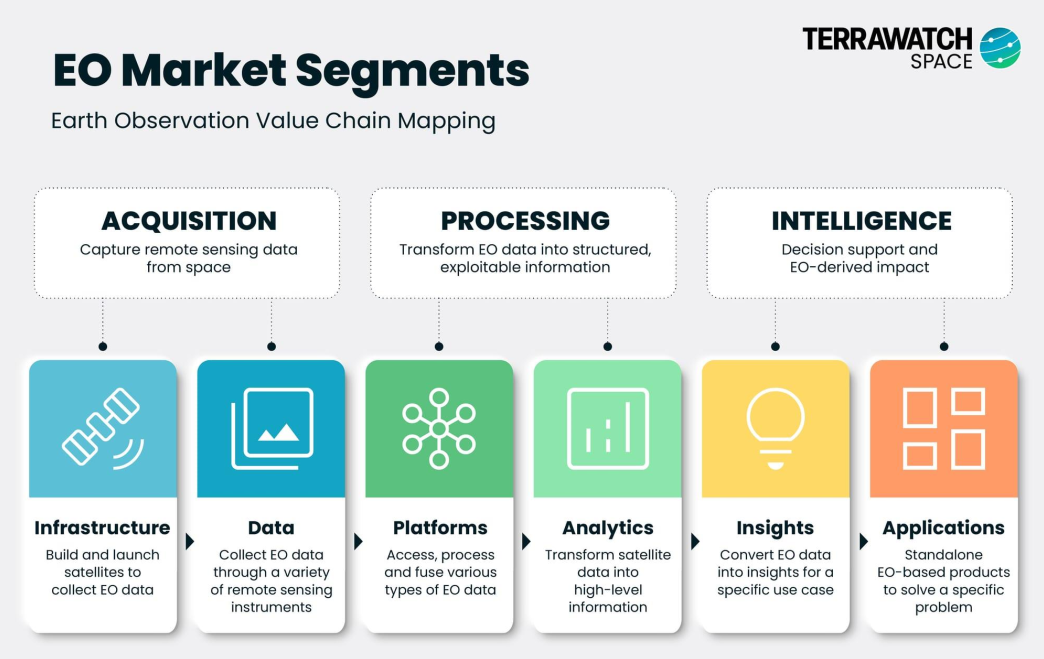 TERRAWATCH
SPACE
EO Market Segments
Earth Observation Value Chain Mapping
ACQUISITION
Capture remote sensing data
from space
PROCESSING
Transform EO data into structured,
exploitable information
INTELLIGENCE
Decision support and
EO-derived impact
Infrastructure
Build and launch
satellites to
collect EO data
Data
Collect EO data
through a variety
of remote sensing
instruments
Platforms
Access, process
and fuse various
types of EO data
Analytics
Transform satellite
data into
high-level
information
Insights
Convert EO data
into insights for a
specific use case
Applications
Standalone
EO-based products
to solve a specific
problem